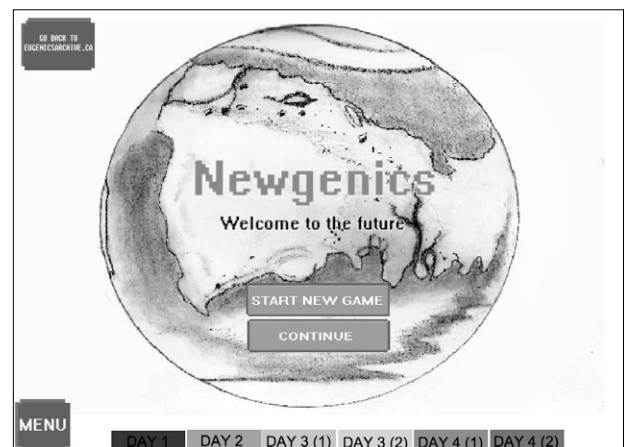 GO BACK TO
EUGENICSARCHIVE.CA
Newgenics
Welcome to the future
START NEW GAME
CONTINUE
MENU
DAY 1 DAY 2 DAY 3 (1) DAY 3 (2) DAY 4 (1) DAY 4 (2)